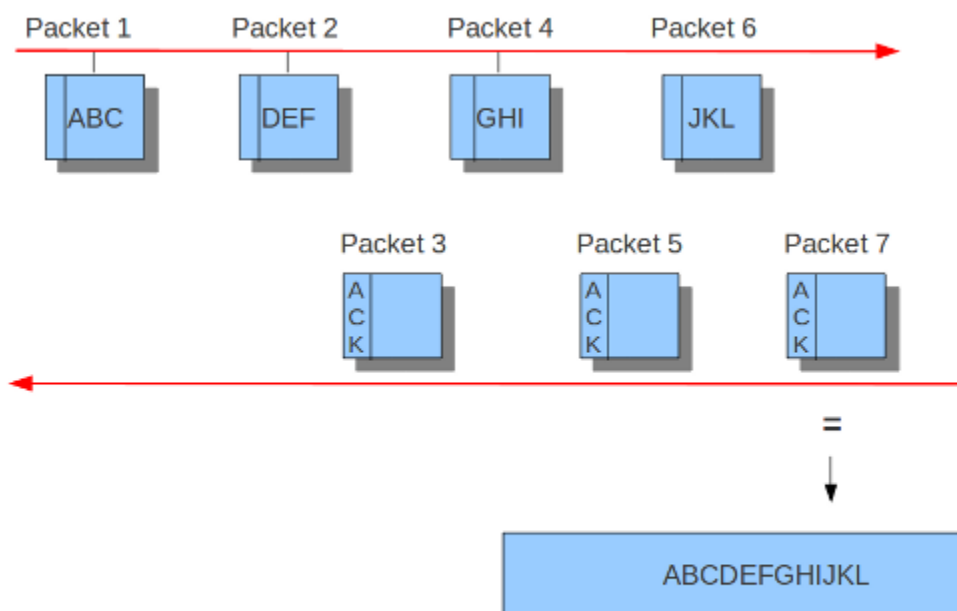 Packet 1 Packet 2 Packet 4 Packet 6
ABC DEF GHI JKL
Packet 3 Packet 5 Packet 7
A A A
C C C
K K K
=
ABCDEFGHIJKL